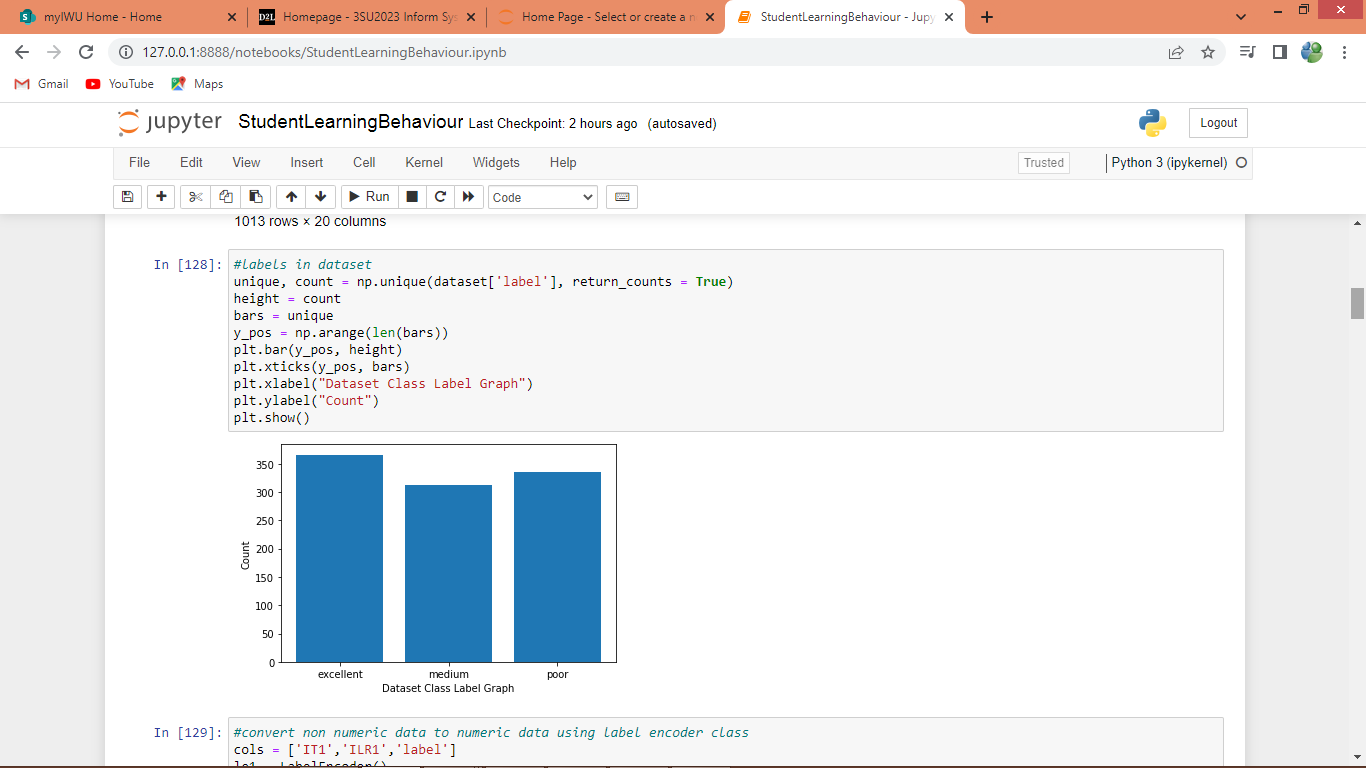 myIWU Home - Home
D2L Homepage - 3SU2023 Inform Sys
Home Page - Select or create a n
StudentLearningBehaviour - Jupy
127.0.0.1:8888/notebooks/StudentLearningBehaviour.ipynb
Gmail YouTube Maps
jupyter StudentLearningBehaviour Last Checkpoint: 2 hours ago (autosaved)
Logout
File Edit View Insert Cell Kernel Widgets Help
Trusted
Python 3 (ipykernel)
Run
Code
1013 rows × 20 columns
In [128]:
#labels in dataset
unique, count = np.unique(dataset['label'], return_counts = True)
height = count
bars = unique
y_pos = np.arange(len(bars))
plt.bar(y_pos, height)
plt.xticks(y_pos, bars)
plt.xlabel("Dataset Class Label Graph")
plt.ylabel("Count")
plt.show()
350
300
250
200
150
100
50
0
Count
excellent medium poor
Dataset Class Label Graph
In [129]:
#convert non numeric data to numeric data using label encoder class
cols = ['IT1','ILR1','label']